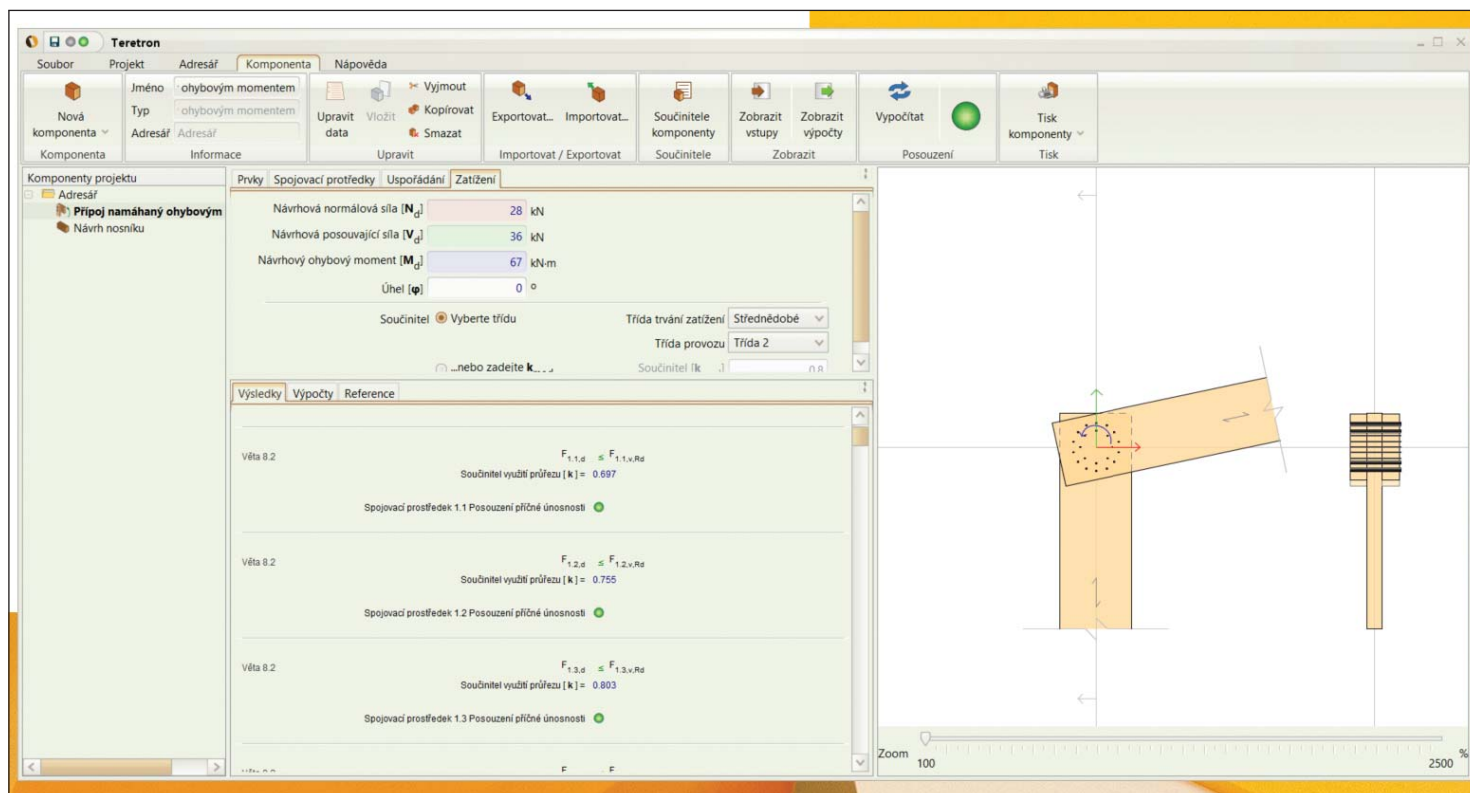 Teretron
Soubor Projekt Adresář Komponenta Nápověda
Nová komponenta
Komponenta
Jméno ohybovým momentem
Typ ohybovým momentem
Adresář Adresář
Informace
Upravit data
Vložit
Vyjmout
Kopírovat
Smazat
Upravit
Exportovat... Importovat...
Importovat / Exportovat
Součinitele komponenty
Součinitele
Zobrazit vstupy
Zobrazit výpočty
Zobrazit
Vypočítat
Posouzení
Tisk komponenty
Tisk
Komponenty projektu
Adresář
Přípoj namáhaný ohybovým
Návrh nosníku
Prvky Spojovací protředky Uspořádání Zatížení
Návrhová normálová síla [Nd] 28 kN
Návrhová posouvající síla [Vd] 36 kN
Návrhový ohybový moment [Md] 67 kN·m
Úhel [φ] 0 °
Součinitel Vyberte třídu Třída trvání zatížení Střednědobé
Třída provozu Třída 2
...nebo zadejte k Součinitel [k ] 0.8
Výsledky Výpočty Reference
Věta 8.2 F1.1,d ≤ F1.1,v,Rd
Součinitel využití průřezu [ k ] = 0.697
Spojovací prostředek 1.1 Posouzení příčné únosnosti
Věta 8.2 F1.2,d ≤ F1.2,v,Rd
Součinitel využití průřezu [ k ] = 0.755
Spojovací prostředek 1.2 Posouzení příčné únosnosti
Věta 8.2 F1.3,d ≤ F1.3,v,Rd
Součinitel využití průřezu [ k ] = 0.803
Spojovací prostředek 1.3 Posouzení příčné únosnosti
Zoom 100 2500 %